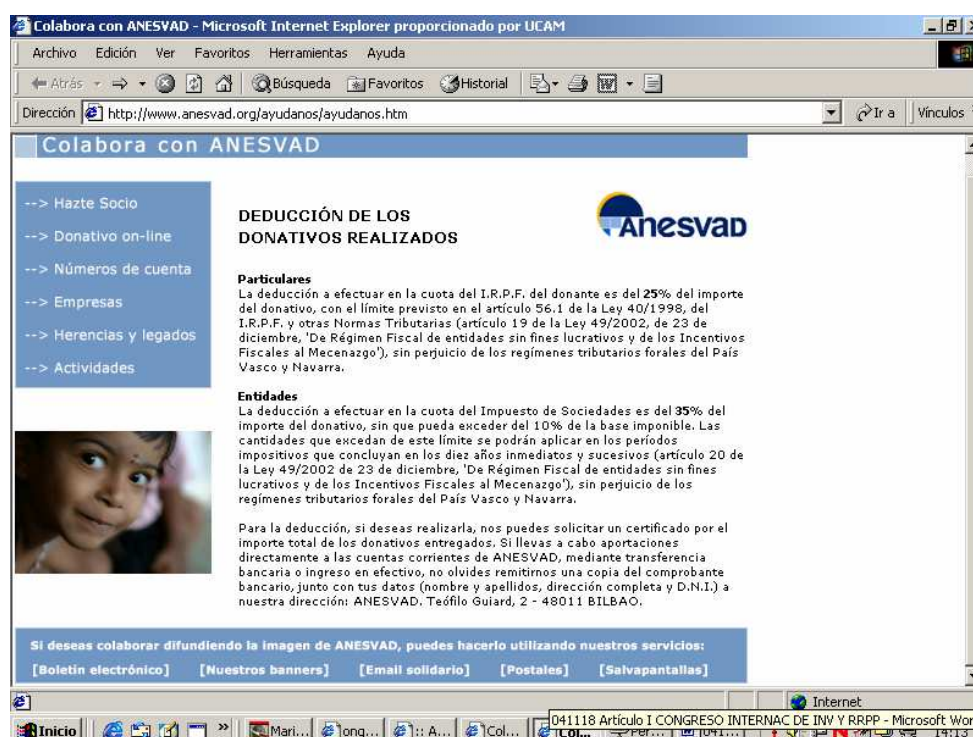 Colabora con ANESVAD - Microsoft Internet Explorer proporcionado por UCAM
Archivo Edición Ver Favoritos Herramientas Ayuda
Atrás Búsqueda Favoritos Historial
Dirección http://www.anesvad.org/ayudanos/ayudanos.htm Ir a Vínculos
Colabora con ANESVAD
--> Hazte Socio
--> Donativo on-line
--> Números de cuenta
--> Empresas
--> Herencias y legados
--> Actividades
DEDUCCIÓN DE LOS
DONATIVOS REALIZADOS
Anesvad
Particulares
La deducción a efectuar en la cuota del I.R.P.F. del donante es del 25% del importe
del donativo, con el límite previsto en el artículo 56.1 de la Ley 40/1998, del
I.R.P.F. y otras Normas Tributarias (artículo 19 de la Ley 49/2002, de 23 de
diciembre, 'De Régimen Fiscal de entidades sin fines lucrativos y de los Incentivos
Fiscales al Mecenazgo'), sin perjuicio de los regímenes tributarios forales del País
Vasco y Navarra.
Entidades
La deducción a efectuar en la cuota del Impuesto de Sociedades es del 35% del
importe del donativo, sin que pueda exceder del 10% de la base imponible. Las
cantidades que excedan de este límite se podrán aplicar en los períodos
impositivos que concluyan en los diez años inmediatos y sucesivos (artículo 20 de
la Ley 49/2002 de 23 de diciembre, 'De Régimen Fiscal de entidades sin fines
lucrativos y de los Incentivos Fiscales al Mecenazgo'), sin perjuicio de los
regímenes tributarios forales del País Vasco y Navarra.
Para la deducción, si deseas realizarla, nos puedes solicitar un certificado por el
importe total de los donativos entregados. Si llevas a cabo aportaciones
directamente a las cuentas corrientes de ANESVAD, mediante transferencia
bancaria o ingreso en efectivo, no olvides remitirnos una copia del comprobante
bancario, junto con tus datos (nombre y apellidos, dirección completa y D.N.I.) a
nuestra dirección: ANESVAD. Teófilo Guiard, 2 - 48011 BILBAO.
Si deseas colaborar difundiendo la imagen de ANESVAD, puedes hacerlo utilizando nuestros servicios:
[Boletin electrónico] [Nuestros banners] [Email solidario] [Postales] [Salvapantallas]
Internet
041118 Artículo I CONGRESO INTERNAC DE INV Y RRPP - Microsoft Wor
Inicio Mari... ong... :: A... Col... 14:13